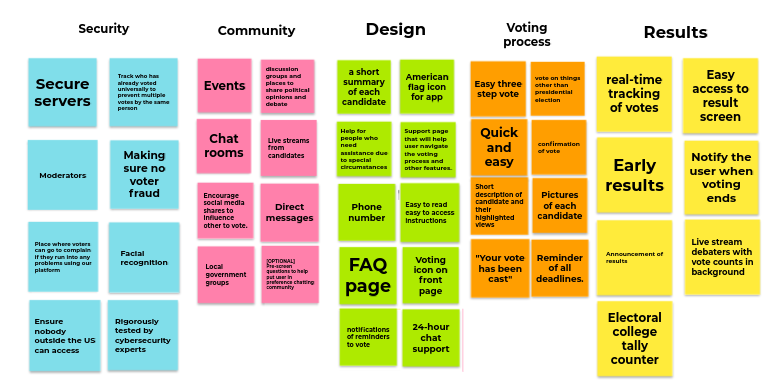 Security
Secure
servers
Track who has
already voted
universally to
prevent multiple
votes by the same
person
Moderators
Making
sure no
voter
fraud
Place where voters
can go to complain
if they run into any
problems using our
platform
Facial
recognition
Ensure
nobody
outside the US
can access
Rigorously
tested by
cybersecurity
experts
Community
Events
discussion
groups and
places to
share political
opinions and
debate
Chat
rooms
Live streams
from
candidates
Encourage
social media
shares to
influence
other to vote.
Direct
messages
Local
government
groups
[OPTIONAL]
Pre-screen
questions to help
put user in
preference chatting
community
Design
a short
summary
of each
candidate
American
flag icon
for app
Help for
people who
need
assistance due
to special
circumstances
Support page
that will help
user navigate
the voting
process and
other features.
Phone
number
Easy to read
easy to access
instructions
FAQ
page
Voting
icon on
front
page
notifications
of reminders
to vote
24-hour
chat
support
Voting
process
Easy three
step vote
vote on things
other than
presidential
election
Quick
and
easy
confirmation
of vote
Short
description of
candidate and
their
highlighted
views
Pictures
of each
candidate
"Your vote
has been
cast"
Reminder
of all
deadlines.
Results
real-time
tracking
of votes
Easy
access to
result
screen
Early
results
Notify the
user when
voting
ends
Announcement of
results
Live stream
debaters with
vote counts in
background
Electoral
college
tally
counter